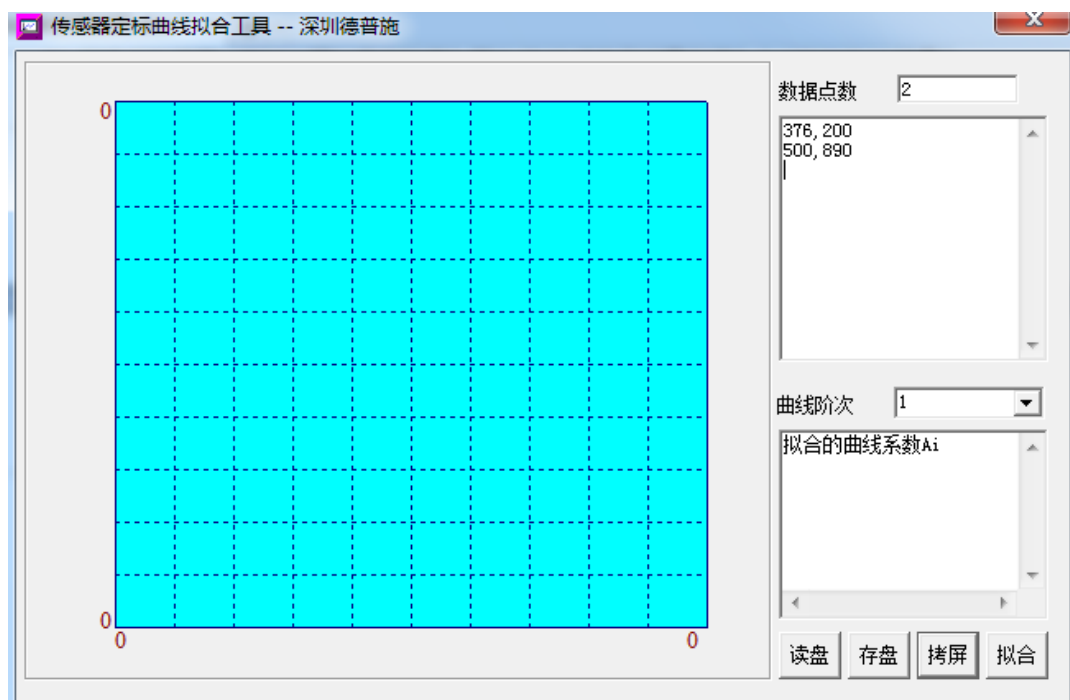 传感器定标曲线拟合工具 -- 深圳德普施
0
0
0
0
数据点数 2
376, 200
500, 890
曲线阶次 1
拟合的曲线系数Ai
读盘 存盘 拷屏 拟合